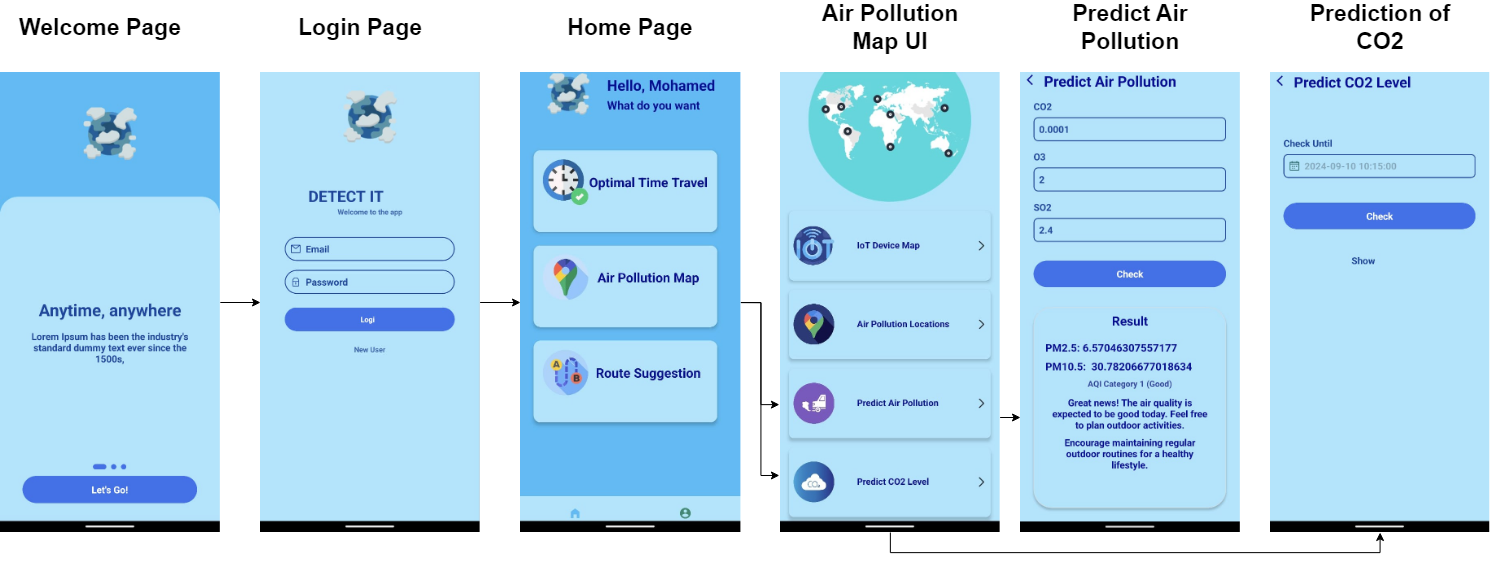 Welcome Page
Login Page
Home Page
Air Pollution
Map UI
Predict Air
Pollution
Prediction of
CO2
Anytime, anywhere
Lorem Ipsum has been the industry's
standard dummy text ever since the
1500s,
Let's Go!
DETECT IT
Welcome to the app
Email
Password
Logi
New User
Hello, Mohamed
What do you want
Optimal Time Travel
Air Pollution Map
A
B
Route Suggestion
IOT
IoT Device Map
Air Pollution Locations
Predict Air Pollution
CO2
Predict CO2 Level
Predict Air Pollution
CO2
0.0001
O3
2
SO2
2.4
Check
Result
PM2.5: 6.57046307557177
PM10.5: 30.78206677018634
AQI Category 1 (Good)
Great news! The air quality is
expected to be good today. Feel free
to plan outdoor activities.
Encourage maintaining regular
outdoor routines for a healthy
lifestyle.
Predict CO2 Level
Check Until
2024-09-10 10:15:00
Check
Show